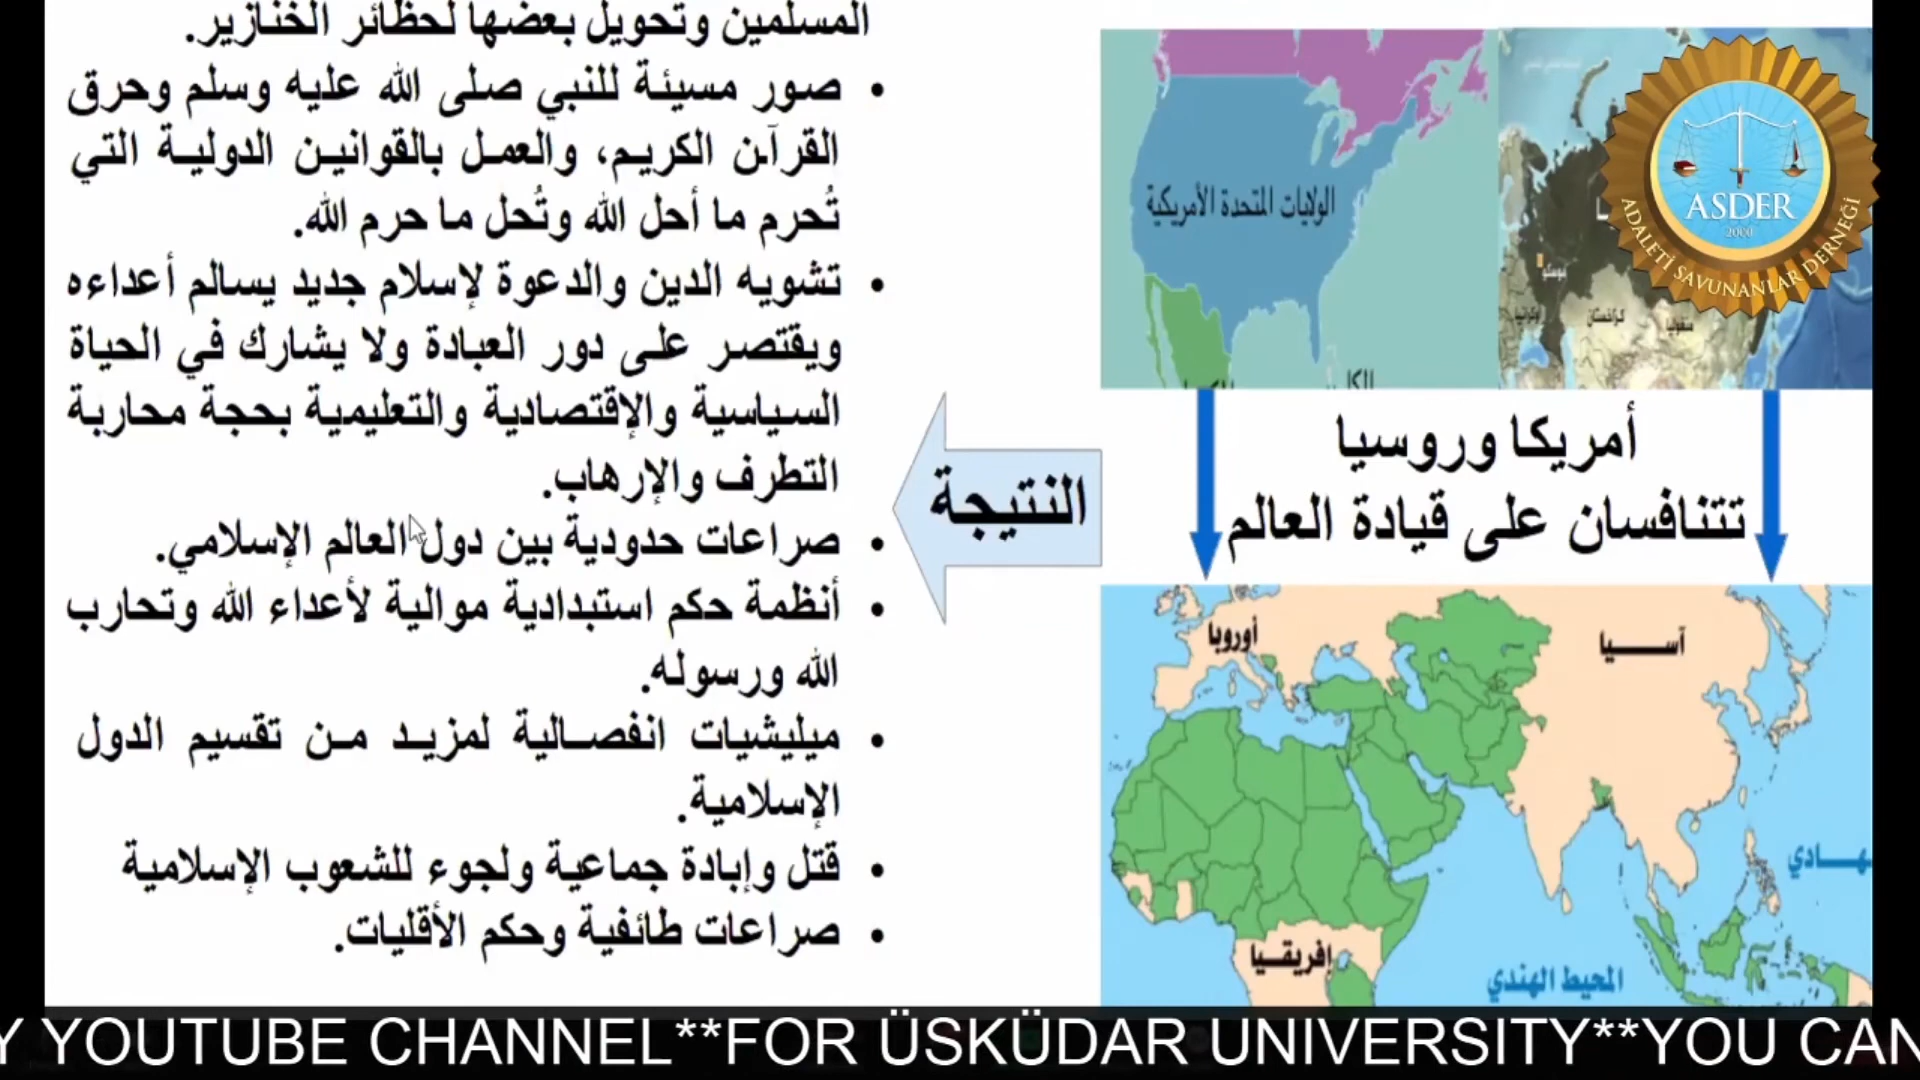 المسلمين وتحويل بعضها لحظائر الخنازير.
• صور مسيئة للنبي صلى الله عليه وسلم وحرق
القرآن الكريم، والعمل بالقوانين الدولية التي
تُحرم ما أحل الله وتُحل ما حرم الله.
• تشويه الدين والدعوة لإسلام جديد يسالم أعداءه
ويقتصر على دور العبادة ولا يشارك في الحياة
السياسية والإقتصادية والتعليمية بحجة محاربة
التطرف والإرهاب.
• صراعات حدودية بين دول العالم الإسلامي.
• أنظمة حكم استبدادية موالية لأعداء الله وتحارب
الله ورسوله.
• ميليشيات انفصالية لمزيد من تقسيم الدول
الإسلامية.
• قتل وإبادة جماعية ولجوء للشعوب الإسلامية
• صراعات طائفية وحكم الأقليات.
النتيجة
الولايات المتحدة الأمريكية
موسكو
كازاخستان
منغوليا
ASDER
2000
ADALETİ SAVUNANLAR DERNEĞİ
أمريكا وروسيا
تتنافسان على قيادة العالم
أوروبا
آسيا
هادي
إفريقيا
المحيط الهندي
Y YOUTUBE CHANNEL**FOR ÜSKÜDAR UNIVERSITY**YOU CAN